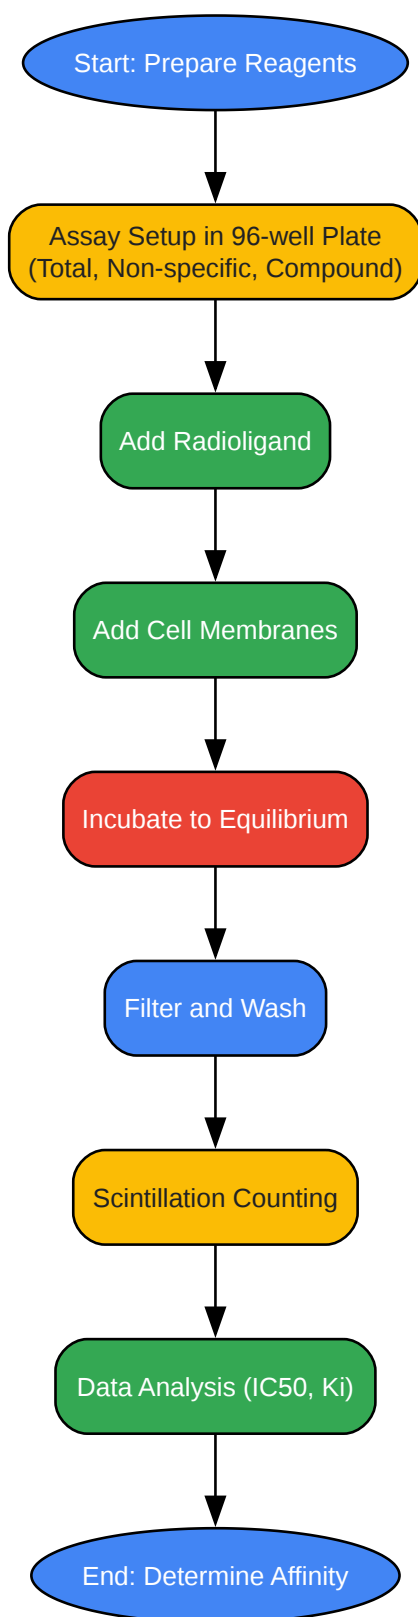 Start: Prepare Reagents
Assay Setup in 96-well Plate
(Total, Non-specific, Compound)
Add Radioligand
Add Cell Membranes
Incubate to Equilibrium
Filter and Wash
Scintillation Counting
Data Analysis (IC50, Ki)
End: Determine Affinity